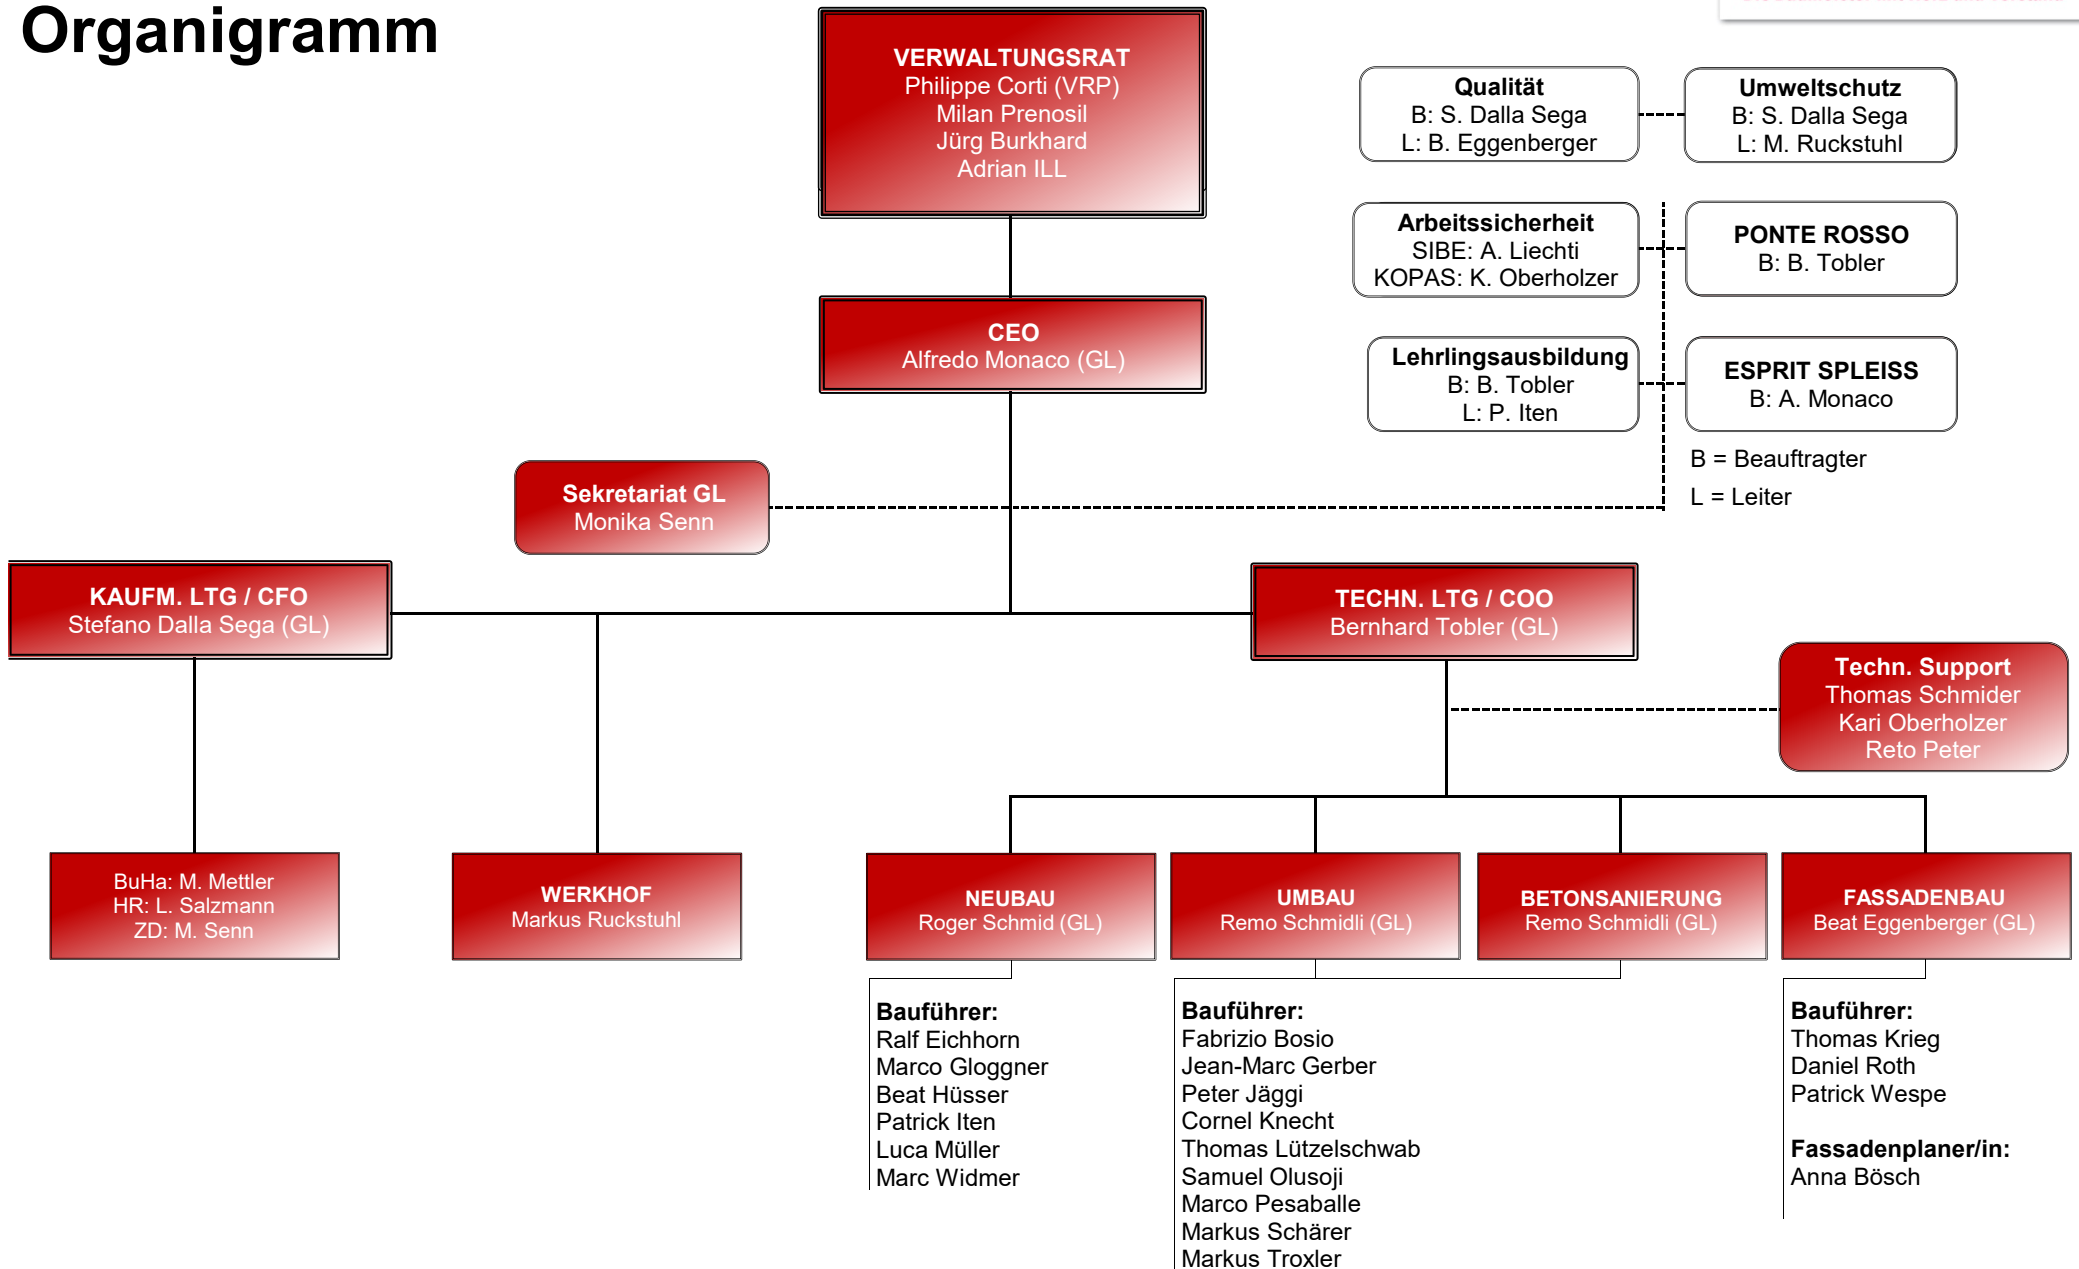 Organigramm
VERWALTUNGSRAT
Philippe Corti (VRP)
Milan Prenosil
Jürg Burkhard
Adrian ILL
Qualität
B: S. Dalla Sega
L: B. Eggenberger
Umweltschutz
B: S. Dalla Sega
L: M. Ruckstuhl
Arbeitssicherheit
SIBE: A. Liechti
KOPAS: K. Oberholzer
PONTE ROSSO
B: B. Tobler
CEO
Alfredo Monaco (GL)
Lehrlingsausbildung
B: B. Tobler
L: P. Iten
ESPRIT SPLEISS
B: A. Monaco
B = Beauftragter
L = Leiter
Sekretariat GL
Monika Senn
KAUFM. LTG / CFO
Stefano Dalla Sega (GL)
TECHN. LTG / COO
Bernhard Tobler (GL)
Techn. Support
Thomas Schmider
Kari Oberholzer
Reto Peter
BuHa: M. Mettler
HR: L. Salzmann
ZD: M. Senn
WERKHOF
Markus Ruckstuhl
NEUBAU
Roger Schmid (GL)
UMBAU
Remo Schmidli (GL)
BETONSANIERUNG
Remo Schmidli (GL)
FASSADENBAU
Beat Eggenberger (GL)
Bauführer:
Ralf Eichhorn
Marco Gloggner
Beat Hüsser
Patrick Iten
Luca Müller
Marc Widmer
Bauführer:
Fabrizio Bosio
Jean-Marc Gerber
Peter Jäggi
Cornel Knecht
Thomas Lützelschwab
Samuel Olusoji
Marco Pesaballe
Markus Schärer
Markus Troxler
Bauführer:
Thomas Krieg
Daniel Roth
Patrick Wespe
Fassadenplaner/in:
Anna Bösch